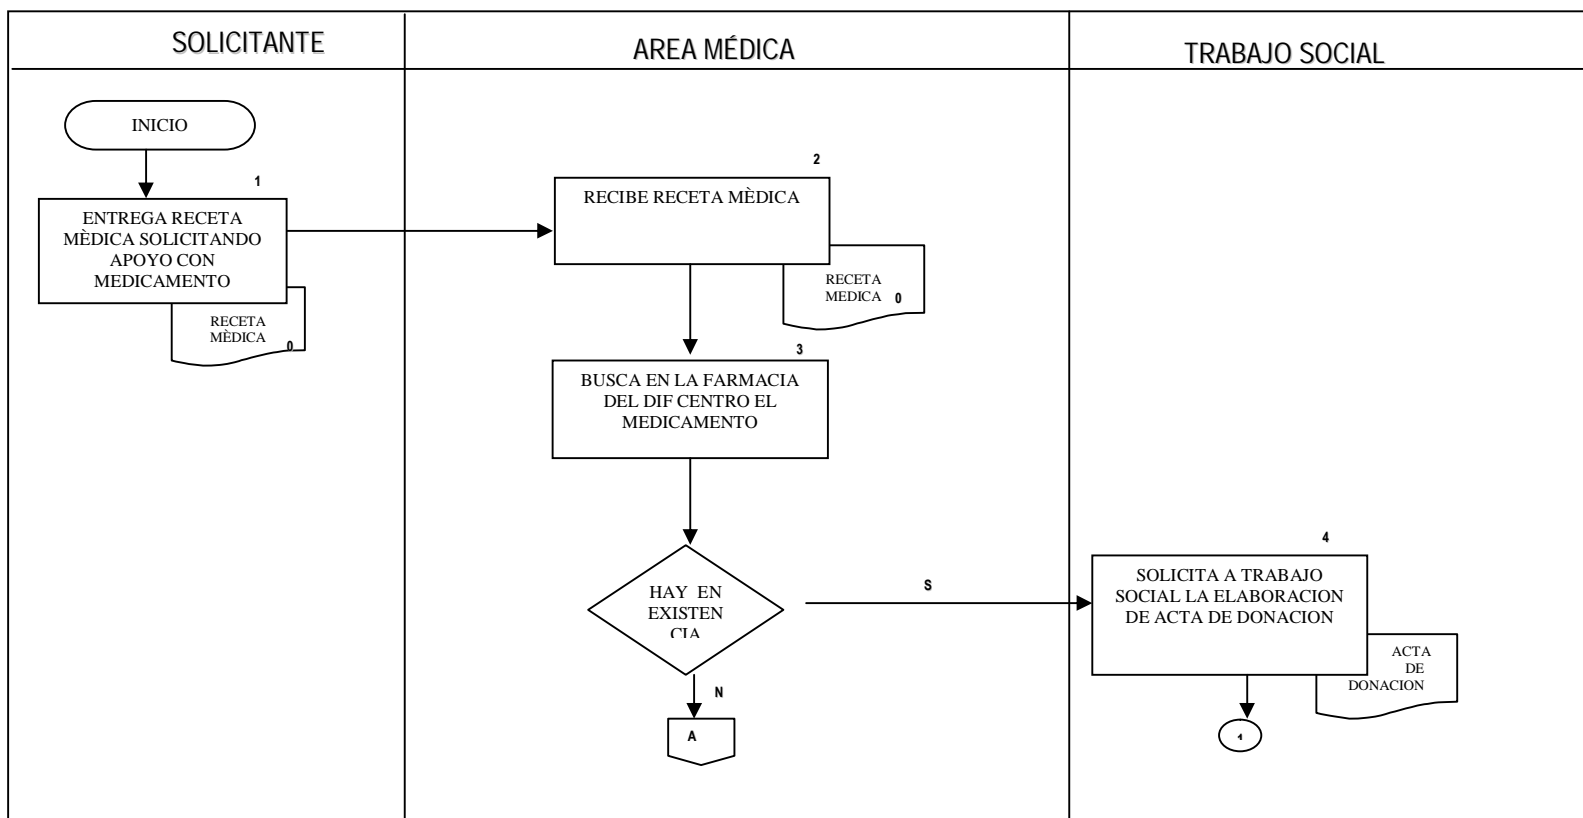 SOLICITANTE
AREA MÉDICA
TRABAJO SOCIAL
INICIO
1
ENTREGA RECETA
MÈDICA SOLICITANDO
APOYO CON
MEDICAMENTO
RECETA
MÈDICA
0
2
RECIBE RECETA MÈDICA
RECETA
MEDICA 0
3
BUSCA EN LA FARMACIA
DEL DIF CENTRO EL
MEDICAMENTO
HAY EN
EXISTEN
CIA
S
N
A
4
SOLICITA A TRABAJO
SOCIAL LA ELABORACION
DE ACTA DE DONACION
ACTA
DE
DONACION
1